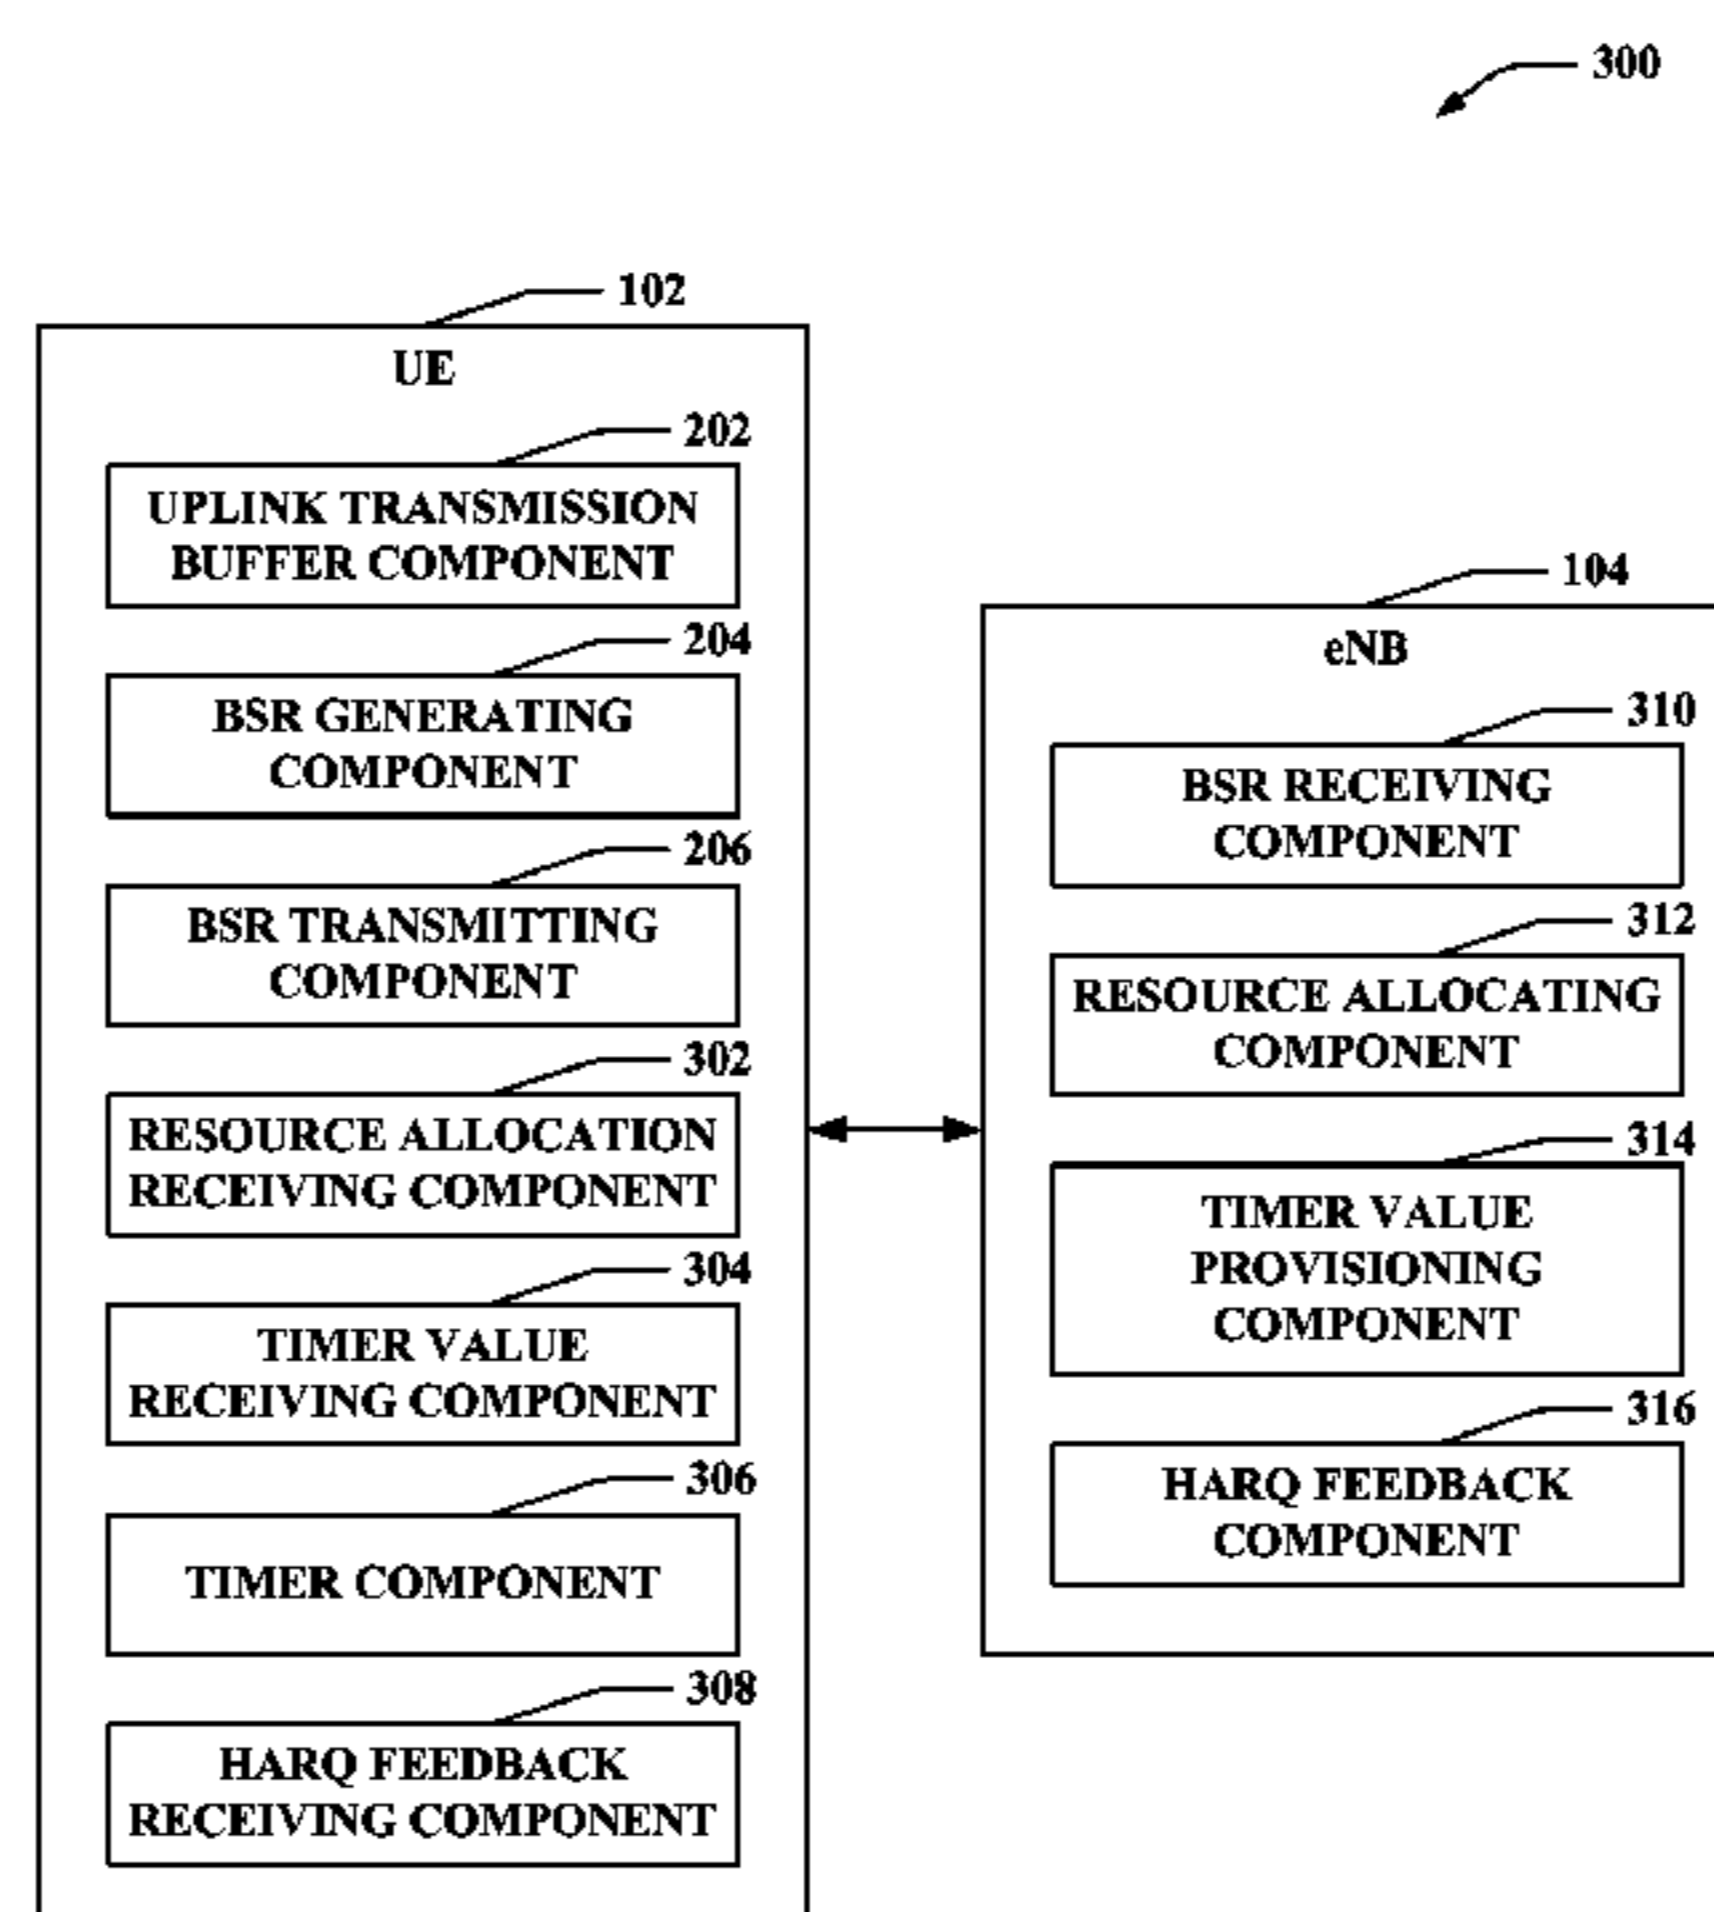 300
102
UE
202
UPLINK TRANSMISSION
BUFFER COMPONENT
204
BSR GENERATING
COMPONENT
206
BSR TRANSMITTING
COMPONENT
302
RESOURCE ALLOCATION
RECEIVING COMPONENT
304
TIMER VALUE
RECEIVING COMPONENT
306
TIMER COMPONENT
308
HARQ FEEDBACK
RECEIVING COMPONENT
104
eNB
310
BSR RECEIVING
COMPONENT
312
RESOURCE ALLOCATING
COMPONENT
314
TIMER VALUE
PROVISIONING
COMPONENT
316
HARQ FEEDBACK
COMPONENT